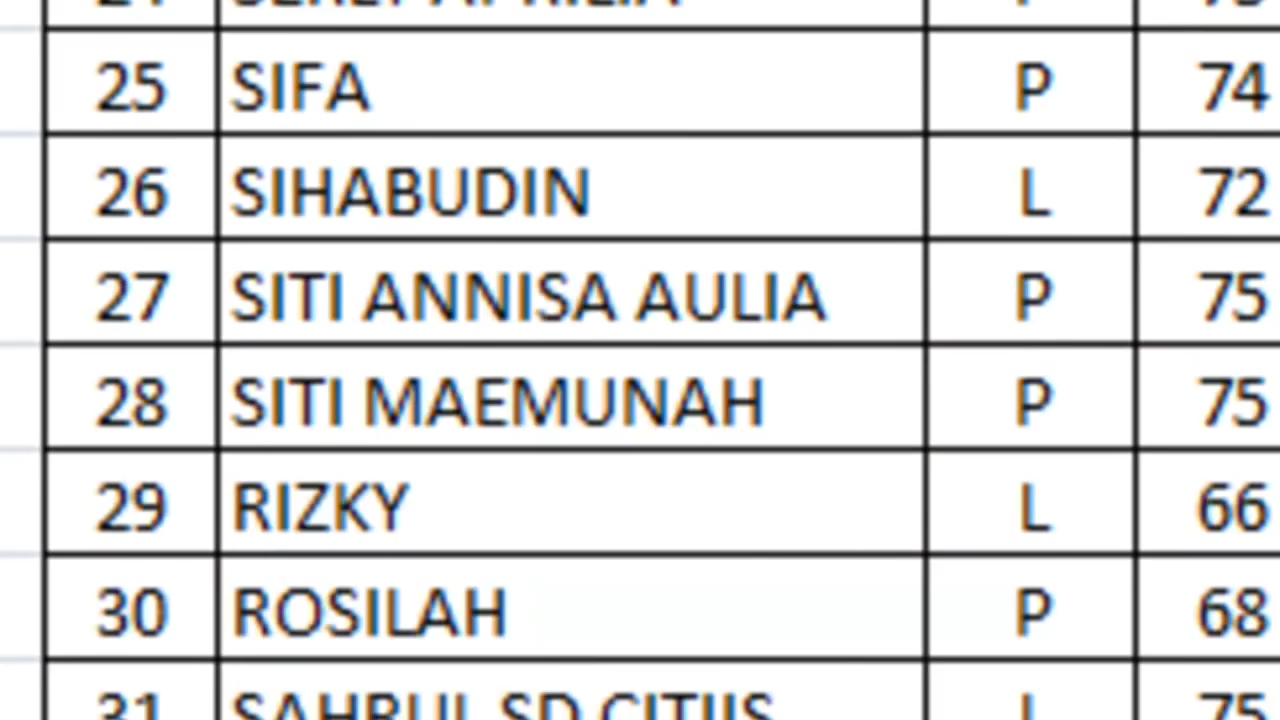 25 SIFA P 74
26 SIHABUDIN L 72
27 SITI ANNISA AULIA P 75
28 SITI MAEMUNAH P 75
29 RIZKY L 66
30 ROSILAH P 68
31 SAHRUL SD L 75